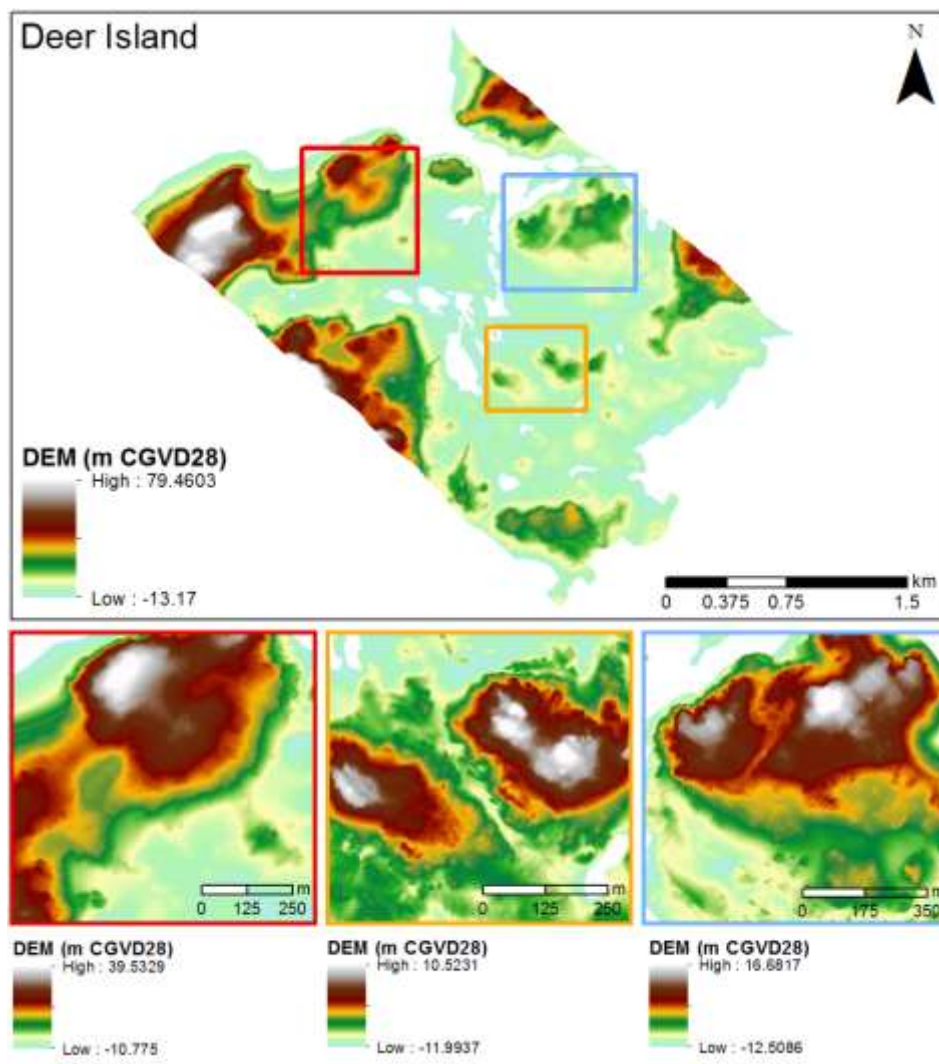 Deer Island
N
DEM (m CGVD28)
High : 79.4603
Low : -13.17
km
0 0.375 0.75 1.5
m
0 125 250
m
0 125 250
m
0 175 350
DEM (m CGVD28)
High : 39.5329
Low : -10.775
DEM (m CGVD28)
High : 10.5231
Low : -11.9937
DEM (m CGVD28)
High : 16.6817
Low : -12.5086